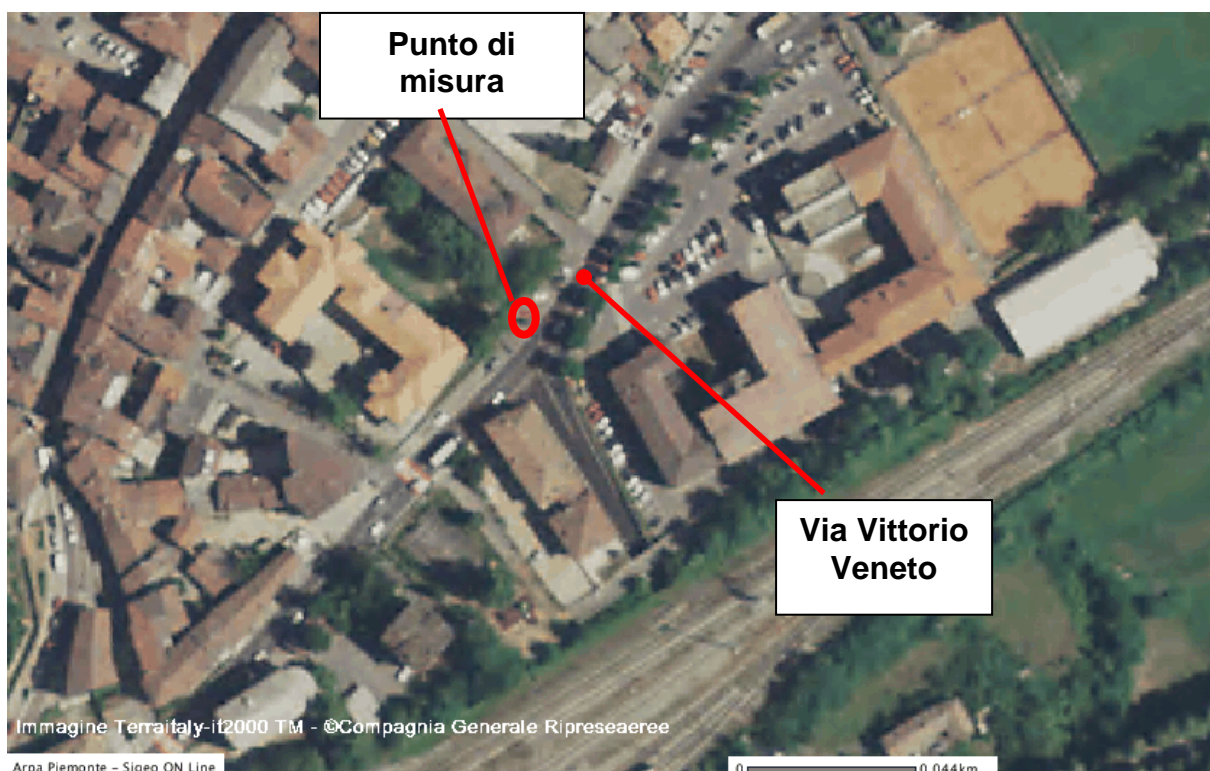 Punto di
misura
Via Vittorio
Veneto
Immagine Terraitaly-it2000 TM - ©Compagnia Generale Ripreseaeree
Arpa Piemonte – Sigeo ON Line
0 0,044km